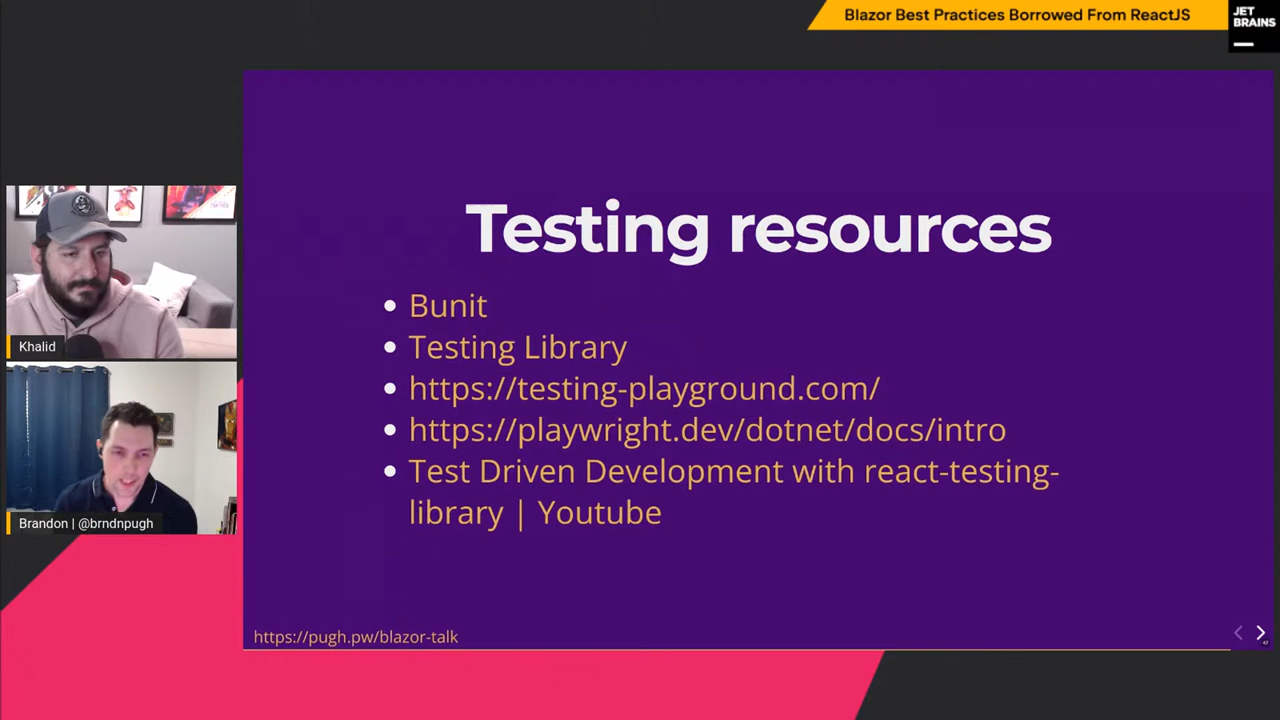 Blazor Best Practices Borrowed From ReactJS
JET
BRAINS
Testing resources
Bunit
Testing Library
https://testing-playground.com/
https://playwright.dev/dotnet/docs/intro
Test Driven Development with react-testing-
library | Youtube
Khalid
Brandon | @brndnpugh
https://pugh.pw/blazor-talk